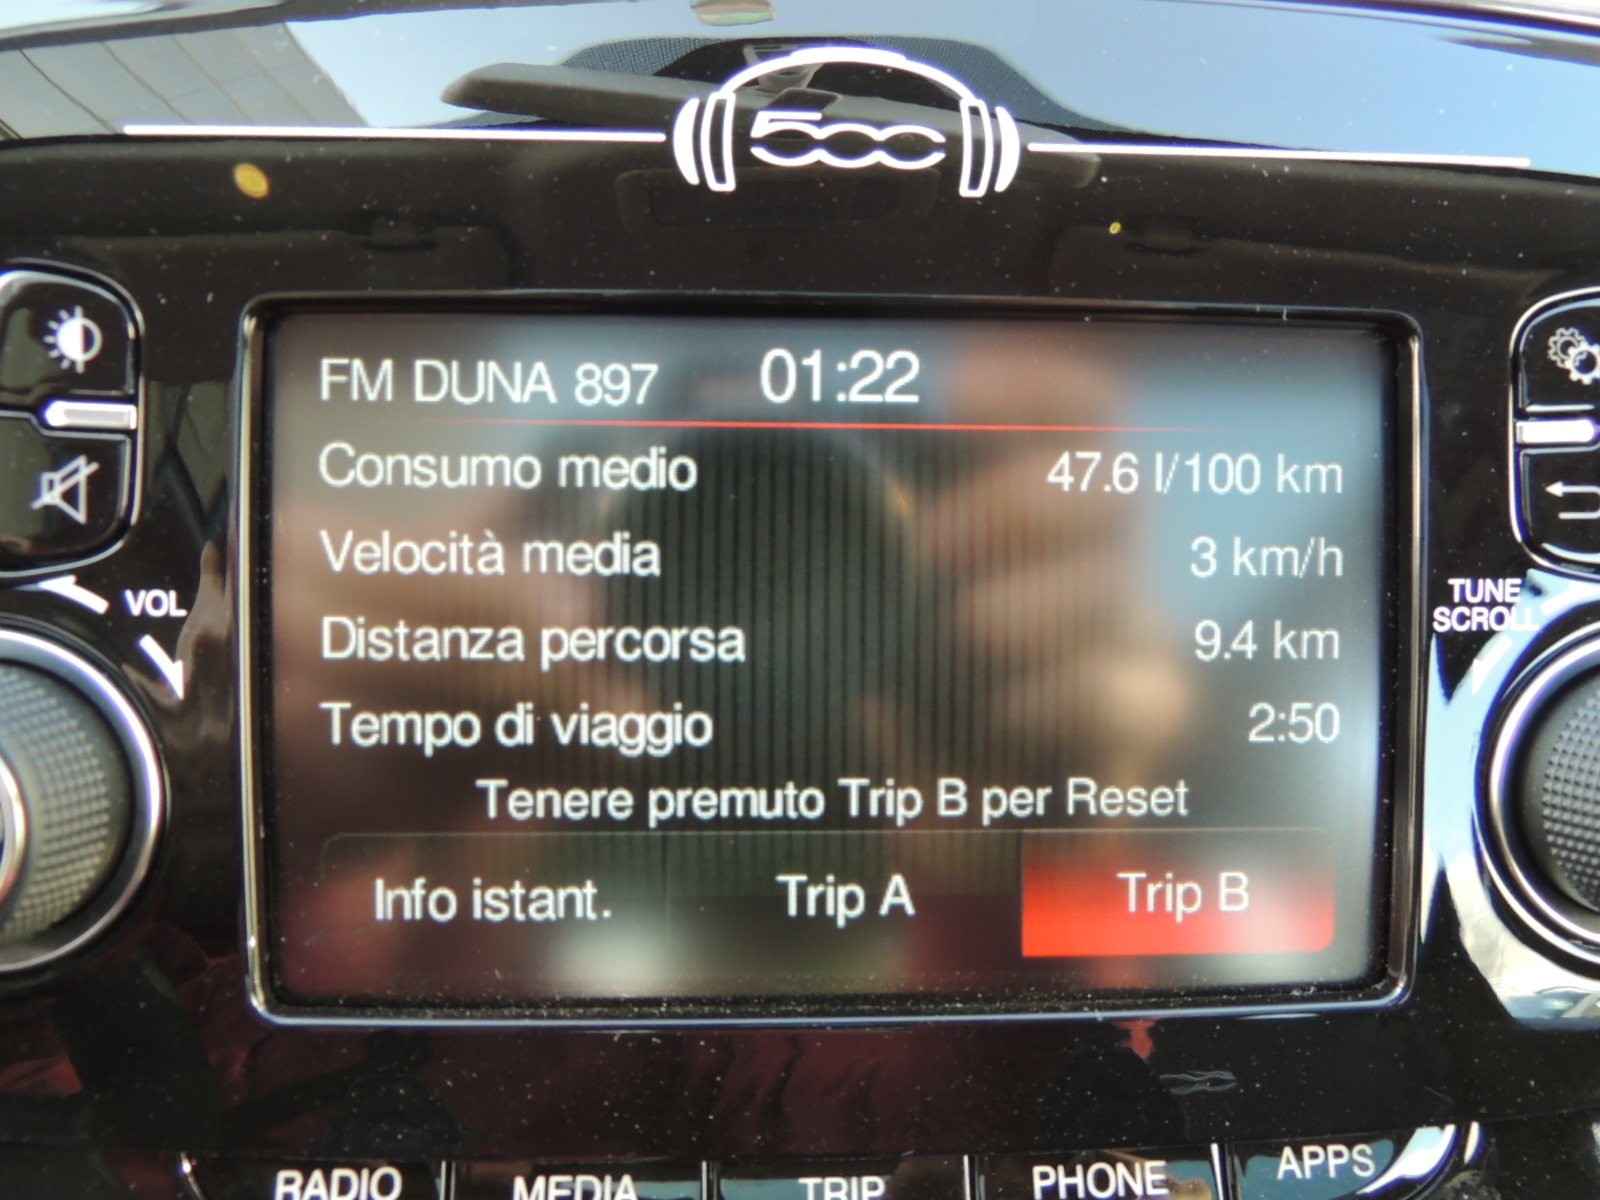 500
FM DUNA 897 01:22
Consumo medio 47.6 l/100 km
Velocità media 3 km/h
Distanza percorsa 9.4 km
Tempo di viaggio 2:50
Tenere premuto Trip B per Reset
Info istant. Trip A Trip B
VOL
TUNE
SCROLL
RADIO MEDIA TRIP PHONE APPS